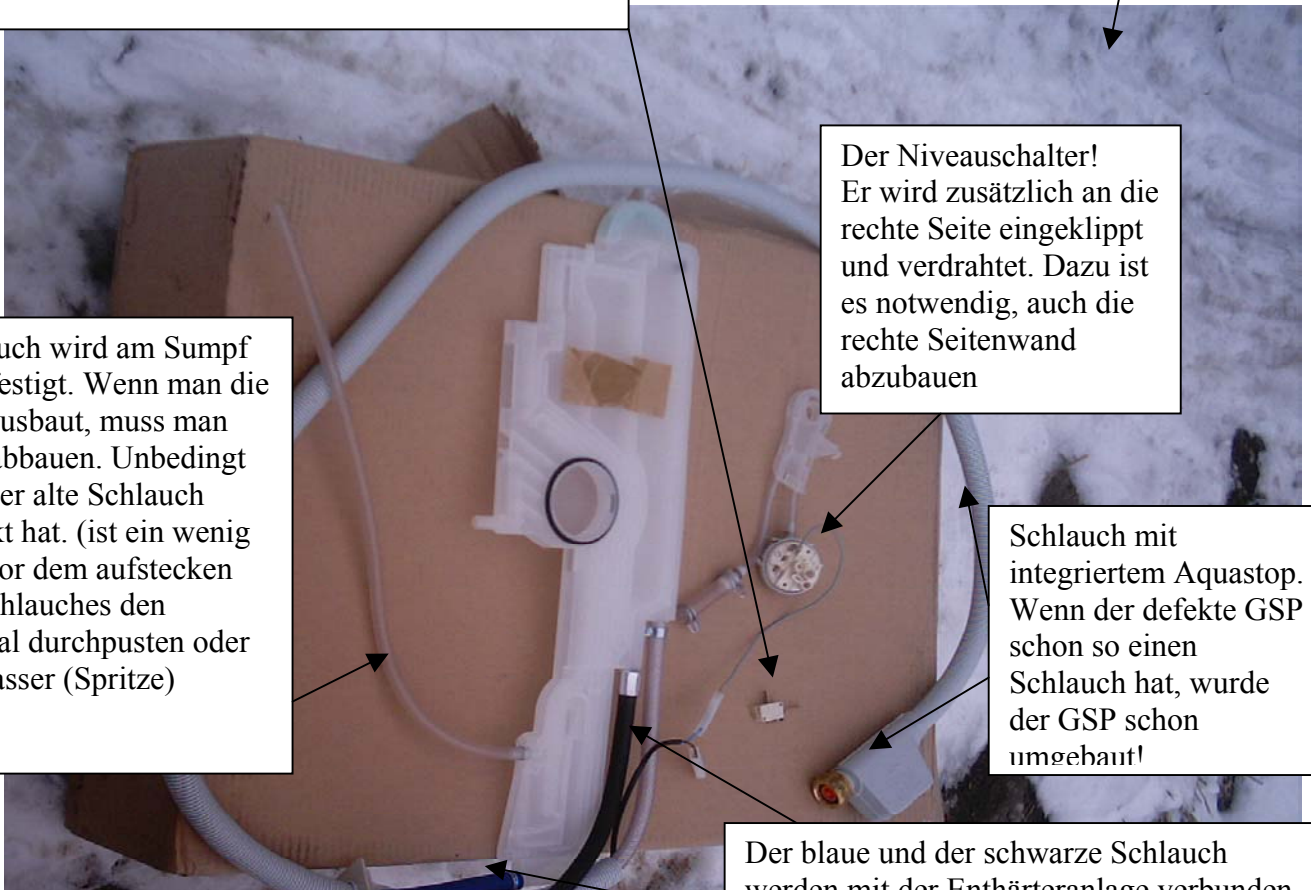 Der Niveauschalter!
Er wird zusätzlich an die
rechte Seite eingeklippt
und verdrahtet. Dazu ist
es notwendig, auch die
rechte Seitenwand
abzubauen
uch wird am Sumpf
festigt. Wenn man die
usbaut, muss man
abbauen. Unbedingt
er alte Schlauch
kt hat. (ist ein wenig
or dem aufstecken
hlauches den
al durchpusten oder
asser (Spritze)
Schlauch mit
integriertem Aquastop.
Wenn der defekte GSP
schon so einen
Schlauch hat, wurde
der GSP schon
umgebaut!
Der blaue und der schwarze Schlauch
werden mit der Enthärteranlage verbunden